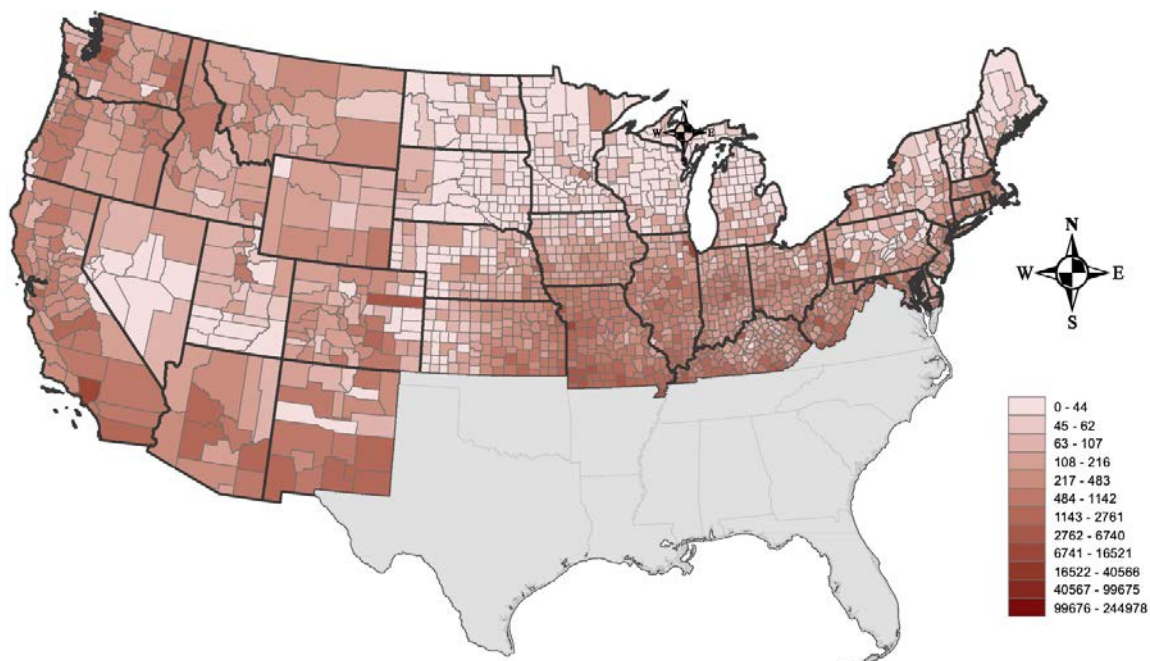 N
W E
N
W E
S
0 - 44
45 - 62
63 - 107
108 - 216
217 - 483
484 - 1142
1143 - 2761
2762 - 6740
6741 - 16521
16522 - 40566
40567 - 99675
99676 - 244978